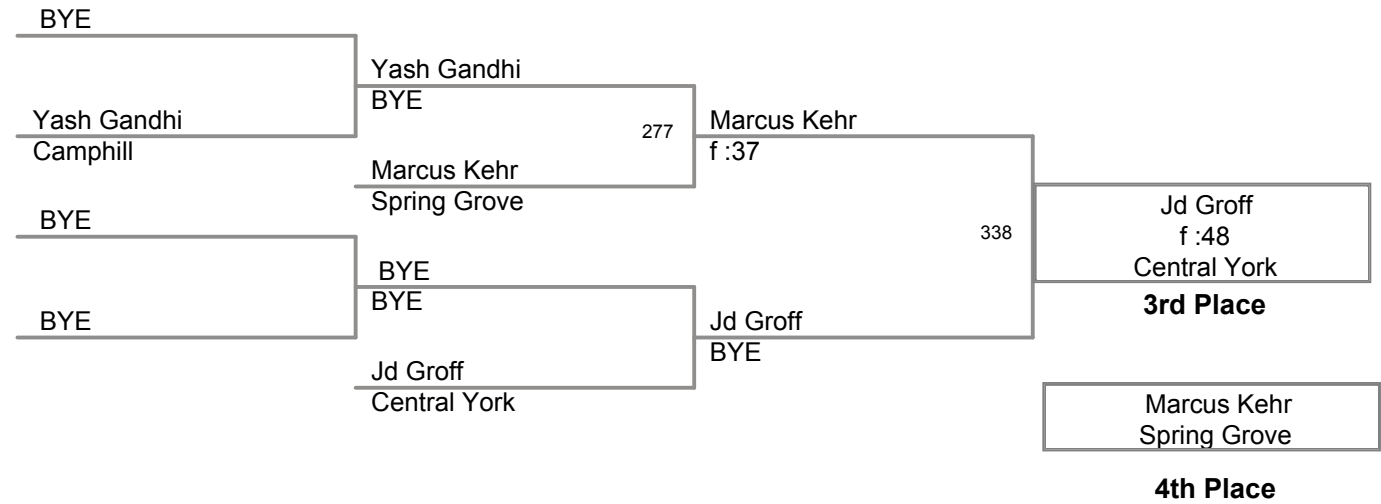 BYE
Yash Gandhi
BYE
Yash Gandhi
Camphill
277
Marcus Kehr
f :37
Marcus Kehr
Spring Grove
BYE
338
Jd Groff
f :48
Central York
3rd Place
BYE
BYE
BYE
Jd Groff
BYE
Jd Groff
Central York
Marcus Kehr
Spring Grove
4th Place